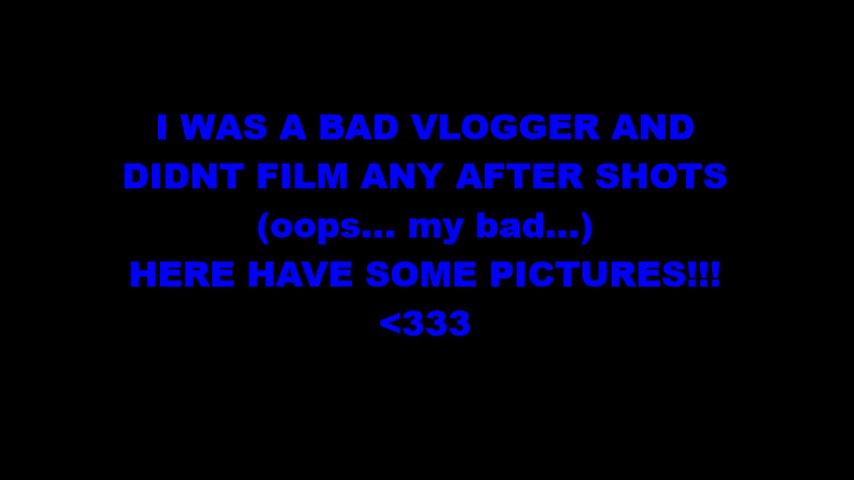 I WAS A BAD VLOGGER AND
DIDNT FILM ANY AFTER SHOTS
(oops... my bad...)
HERE HAVE SOME PICTURES!!!
<333